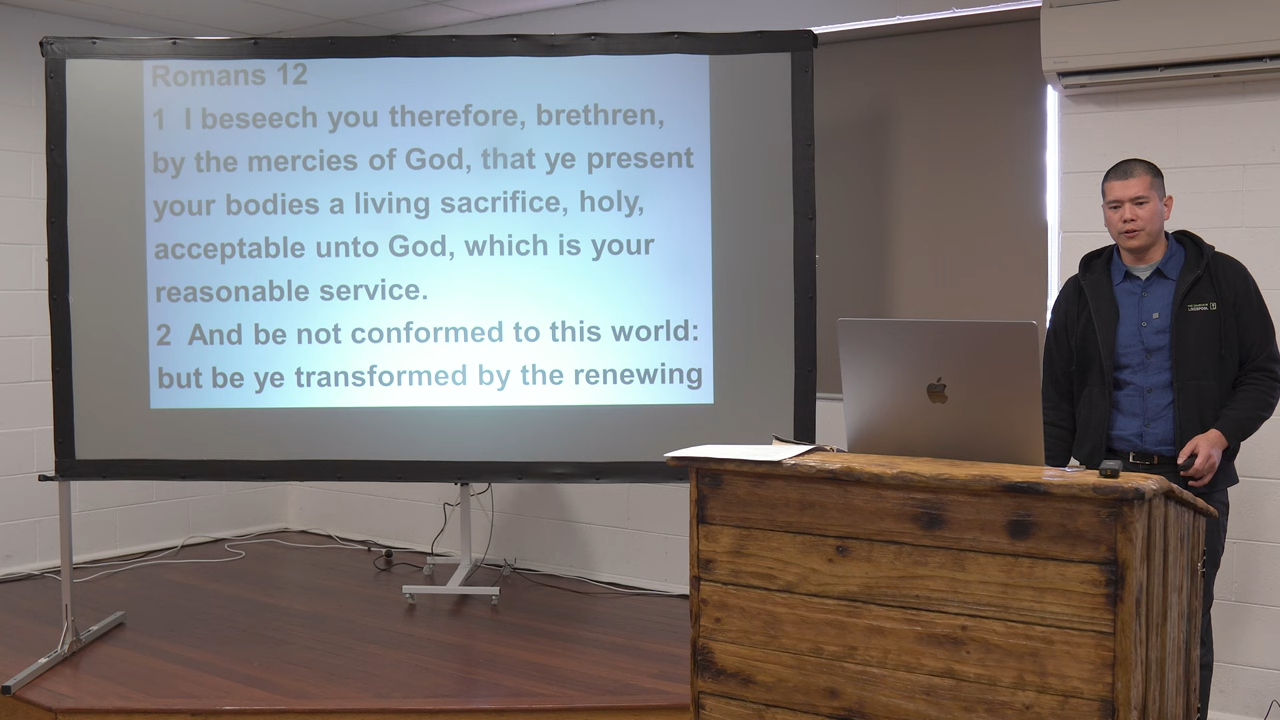 Romans 12
1 I beseech you therefore, brethren,
by the mercies of God, that ye present
your bodies a living sacrifice, holy,
acceptable unto God, which is your
reasonable service.
2 And be not conformed to this world:
but be ye transformed by the renewing
LIVERPOOL